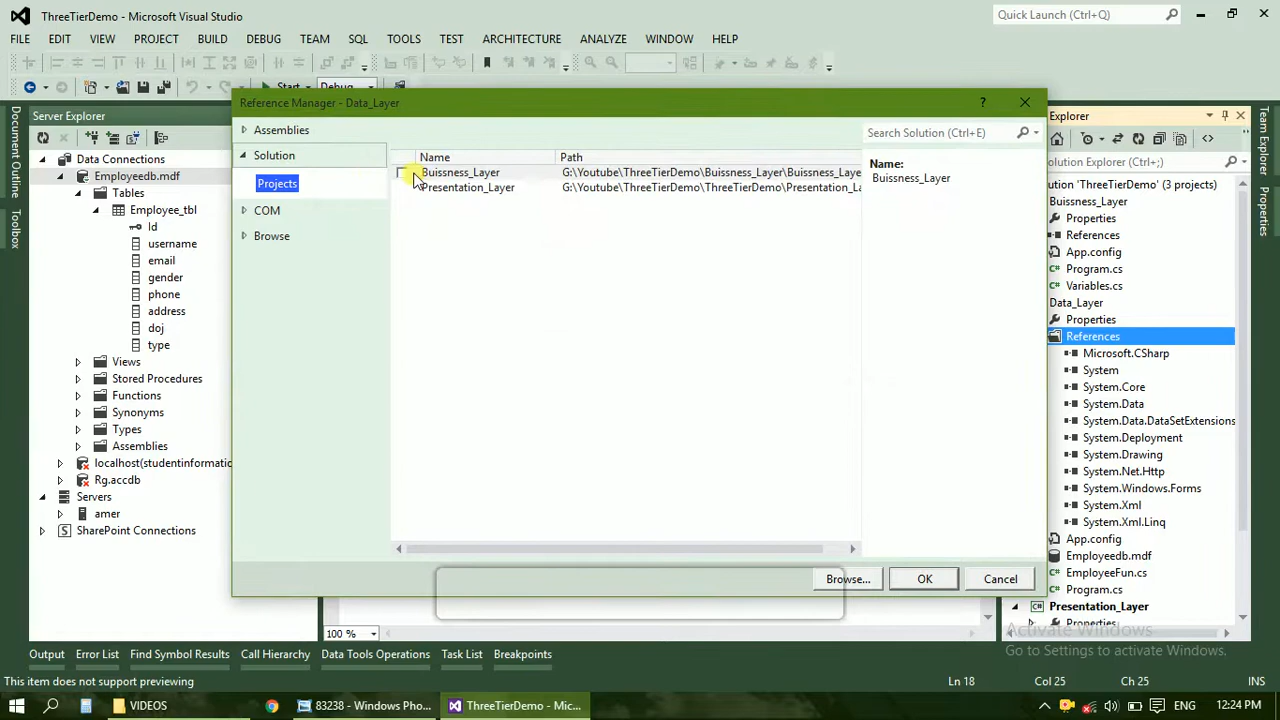 ThreeTierDemo - Microsoft Visual Studio
Quick Launch (Ctrl+Q)
FILE EDIT VIEW PROJECT BUILD DEBUG TEAM SQL TOOLS TEST ARCHITECTURE ANALYZE WINDOW HELP
Start Debug
Document Outline
Toolbox
Server Explorer
Data Connections
Employeedb.mdf
Tables
Employee_tbl
Id
username
email
gender
phone
address
doj
type
Views
Stored Procedures
Functions
Synonyms
Types
Assemblies
localhost(studentinformatio
Rg.accdb
Servers
amer
SharePoint Connections
Reference Manager - Data_Layer
?
Assemblies
Solution
Projects
COM
Browse
Name Path
Buissness_Layer G:\Youtube\ThreeTierDemo\Buissness_Layer\Buissness_Laye
Presentation_Layer G:\Youtube\ThreeTierDemo\ThreeTierDemo\Presentation_La
Search Solution (Ctrl+E)
Name:
Buissness_Layer
Browse... OK Cancel
100 %
Explorer
Explorer (Ctrl+;)
ution 'ThreeTierDemo' (3 projects)
Buissness_Layer
Properties
References
App.config
Program.cs
Variables.cs
Data_Layer
Properties
References
Microsoft.CSharp
System
System.Core
System.Data
System.Data.DataSetExtensions
System.Deployment
System.Drawing
System.Net.Http
System.Windows.Forms
System.Xml
System.Xml.Linq
App.config
Employeedb.mdf
EmployeeFun.cs
Program.cs
Presentation_Layer
Properties
Team Explorer
Properties
Activate Windows
Go to Settings to activate Windows.
Output Error List Find Symbol Results Call Hierarchy Data Tools Operations Task List Breakpoints
This item does not support previewing Ln 18 Col 25 Ch 25 INS
VIDEOS 83238 - Windows Pho... ThreeTierDemo - Mic... ENG 12:24 PM